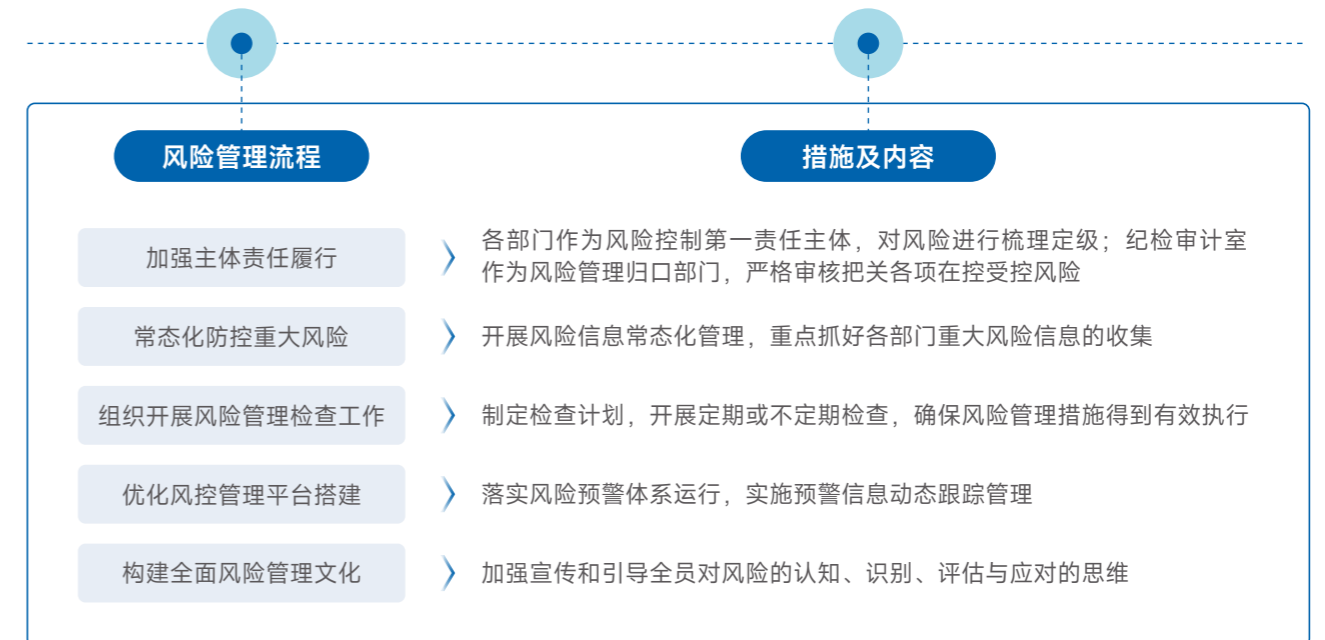 风险管理流程
措施及内容
加强主体责任履行
各部门作为风险控制第一责任主体，对风险进行梳理定级；纪检审计室
作为风险管理归口部门，严格审核把关各项在控受控风险
常态化防控重大风险
开展风险信息常态化管理，重点抓好各部门重大风险信息的收集
组织开展风险管理检查工作
制定检查计划，开展定期或不定期检查，确保风险管理措施得到有效执行
优化风控管理平台搭建
落实风险预警体系运行，实施预警信息动态跟踪管理
构建全面风险管理文化
加强宣传和引导全员对风险的认知、识别、评估与应对的思维